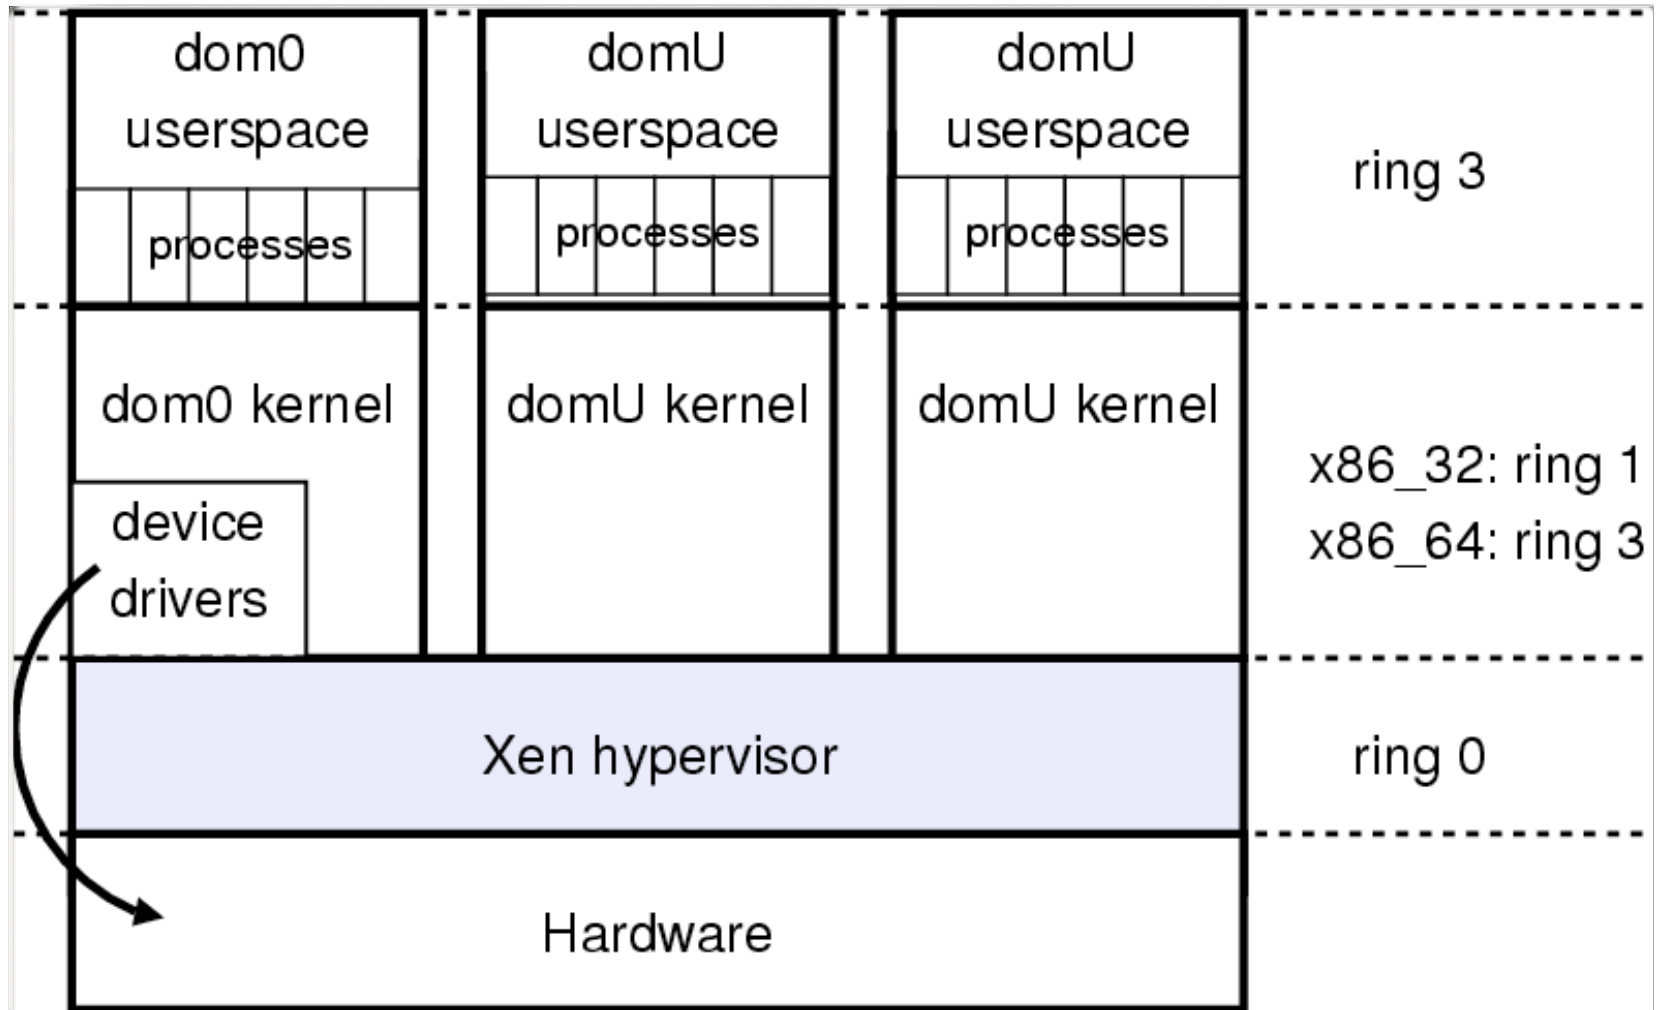 dom0
userspace
processes
domU
userspace
processes
domU
userspace
processes
ring 3
dom0 kernel
device
drivers
domU kernel
domU kernel
x86_32: ring 1
x86_64: ring 3
Xen hypervisor
ring 0
Hardware